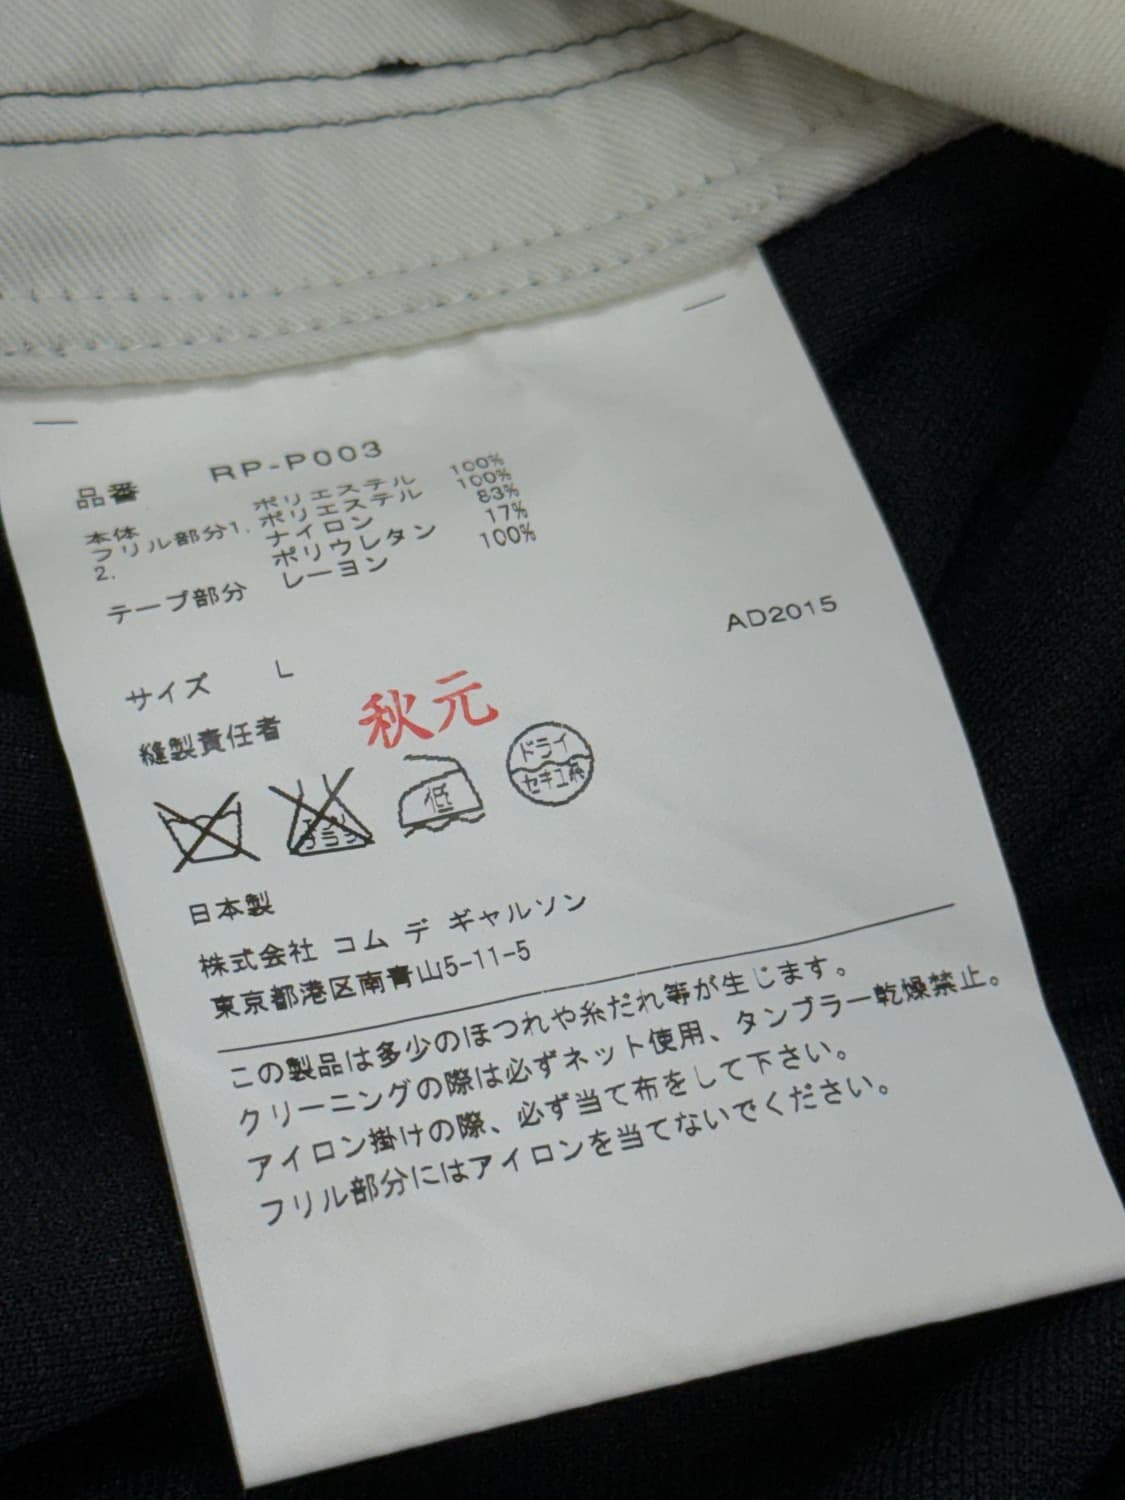 品番 RP-P003
本体 ポリエステル 100%
フリル部分1. ポリエステル 100%
2. ナイロン 83%
ポリウレタン 17%
テープ部分 レーヨン 100%
AD2015
サイズ L
縫製責任者 秋元
エンソサラシ
低
ドライ
セキユ系
日本製
株式会社 コム デ ギャルソン
東京都港区南青山5-11-5
この製品は多少のほつれや糸だれ等が生じます。
クリーニングの際は必ずネット使用、タンブラー乾燥禁止。
アイロン掛けの際、必ず当て布をして下さい。
フリル部分にはアイロンを当てないでください。